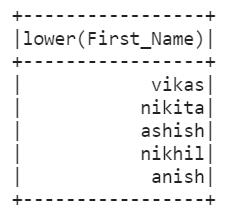 +-----------------+
|lower(First_Name)|
+-----------------+
|            vikas|
|           nikita|
|           ashish|
|           nikhil|
|            anish|
+-----------------+